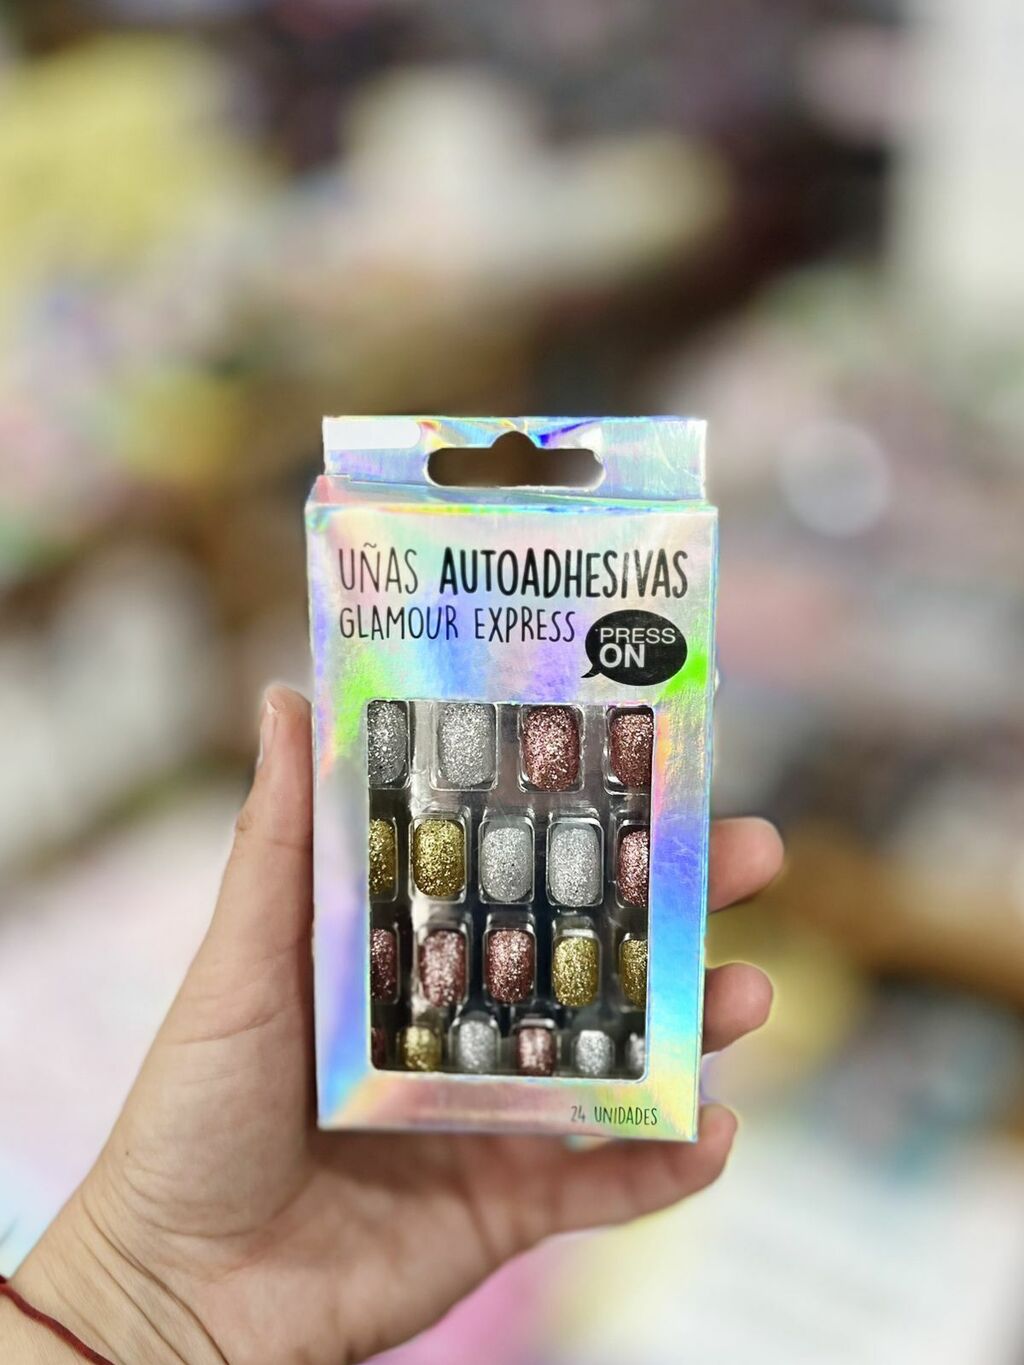 UÑAS AUTOADHESIVAS
GLAMOUR EXPRESS
PRESS
ON
24 UNIDADES